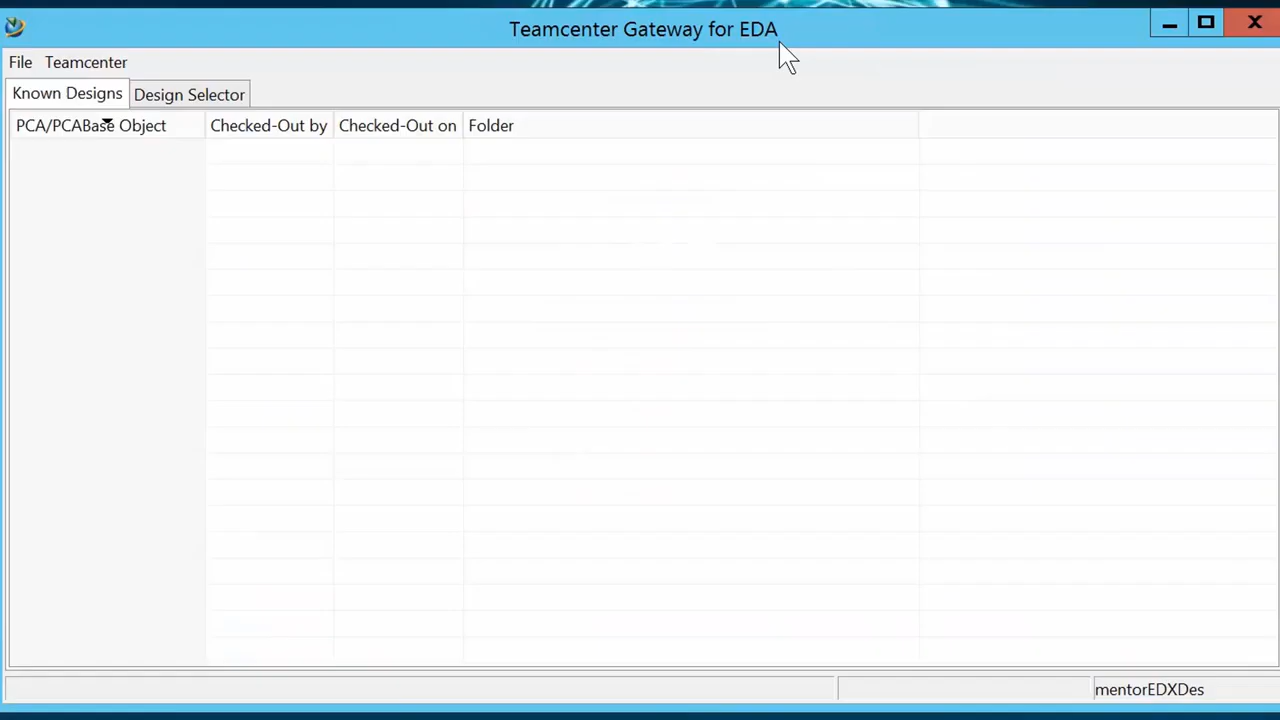 Teamcenter Gateway for EDA
File Teamcenter
Known Designs Design Selector
PCA/PCABase Object Checked-Out by Checked-Out on Folder
mentorEDXDes